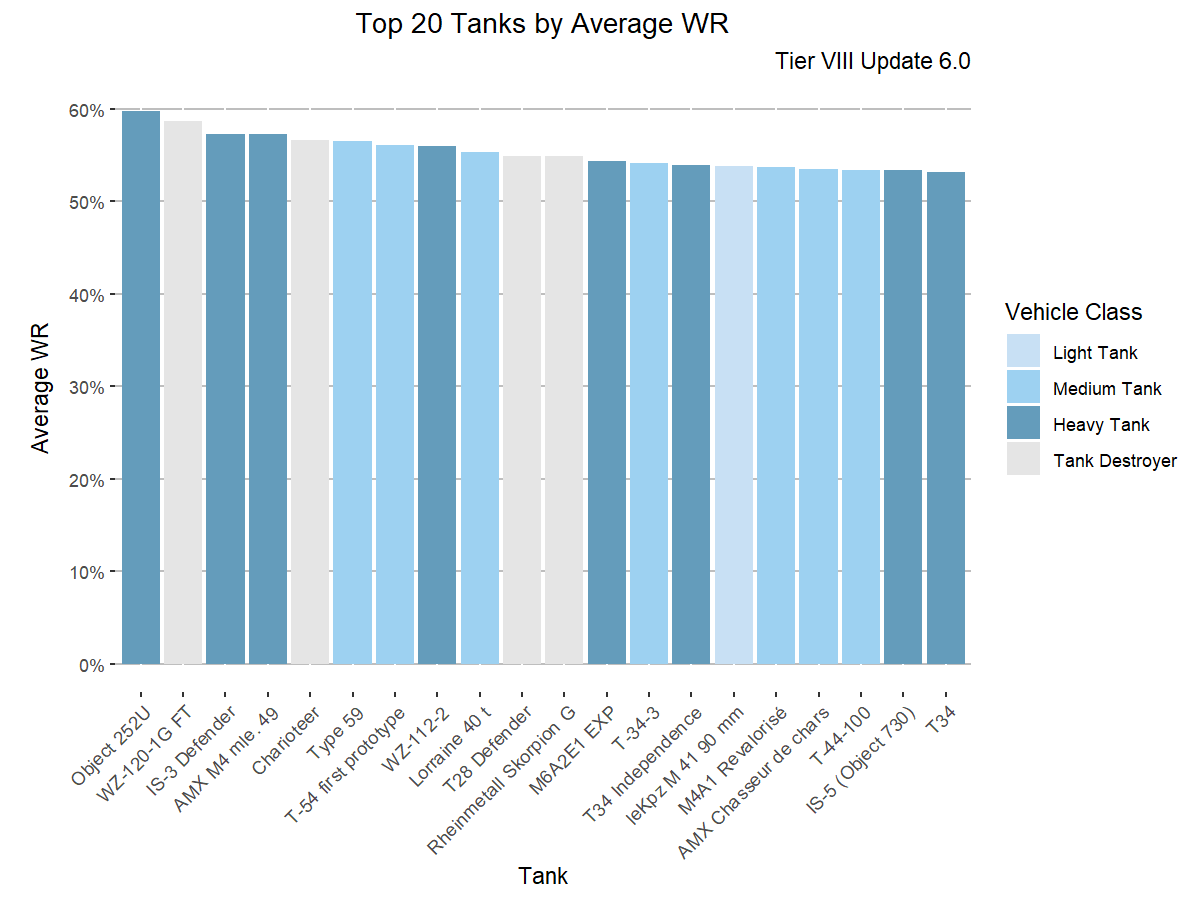 Top 20 Tanks by Average WR
Tier VIII Update 6.0
60%
50%
40%
30%
20%
10%
0%
Average WR
Object 252U
WZ-120-1G FT
IS-3 Defender
AMX M4 mle. 49
Charioteer
Type 59
T-54 first prototype
WZ-112-2
Lorraine 40 t
T28 Defender
Rheinmetall Skorpion G
M6A2E1 EXP
T-34-3
T34 Independence
leKpz M 41 90 mm
M4A1 Revalorisé
AMX Chasseur de chars
T-44-100
IS-5 (Object 730)
T34
Tank
Vehicle Class
Light Tank
Medium Tank
Heavy Tank
Tank Destroyer